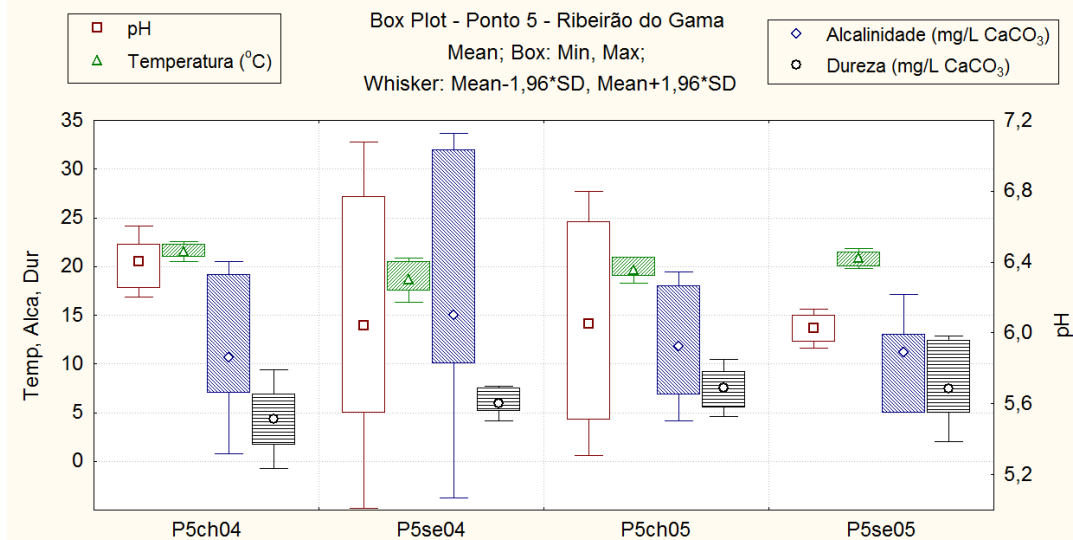 Box Plot - Ponto 5 - Ribeirão do Gama
Mean; Box: Min, Max;
Whisker: Mean-1,96*SD, Mean+1,96*SD
pH
Temperatura (°C)
Alcalinidade (mg/L CaCO₃)
Dureza (mg/L CaCO₃)
Temp, Alca, Dur
35
30
25
20
15
10
5
0
7,2
6,8
6,4
6,0
5,6
5,2
pH
P5ch04 P5se04 P5ch05 P5se05